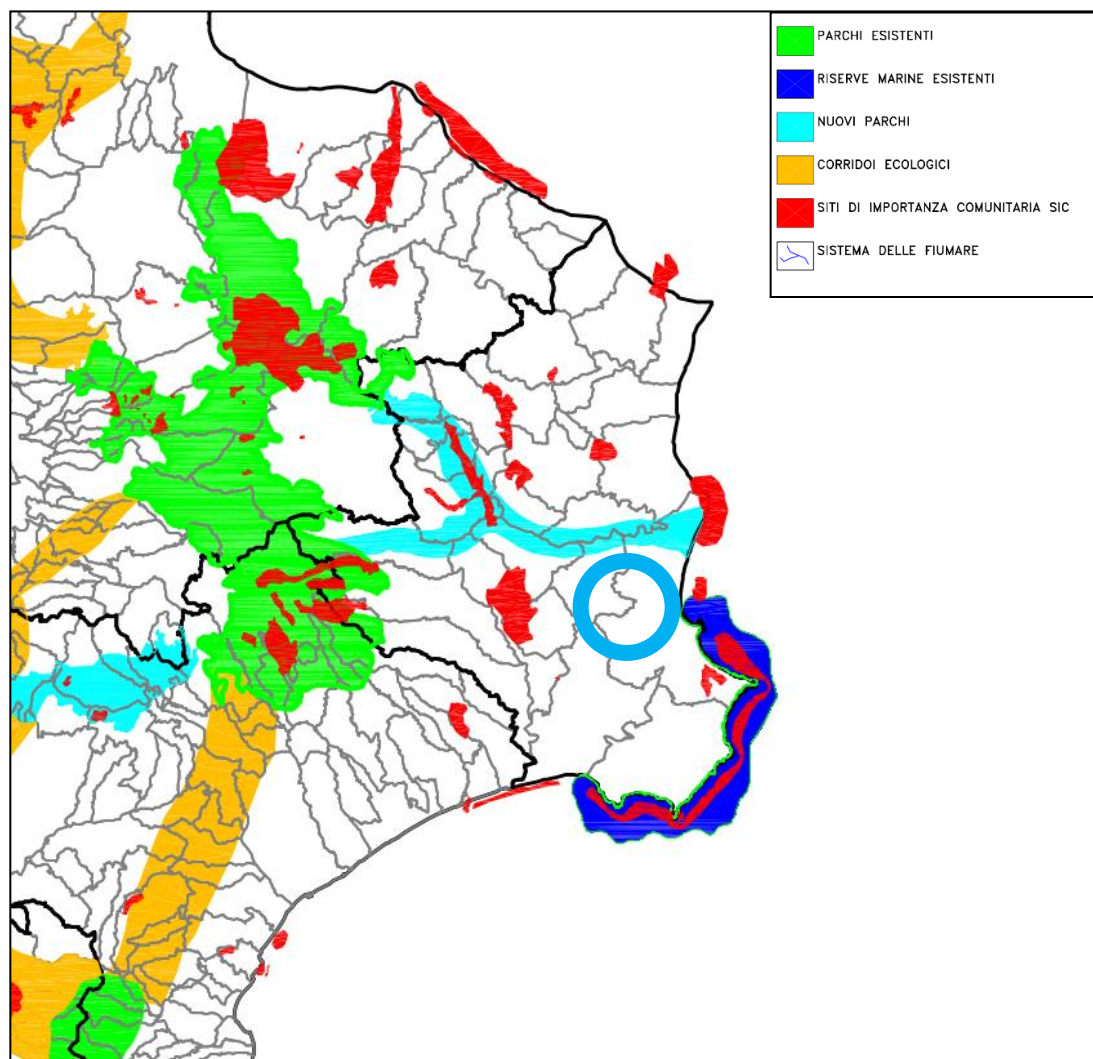 PARCHI ESISTENTI
RISERVE MARINE ESISTENTI
NUOVI PARCHI
CORRIDOI ECOLOGICI
SITI DI IMPORTANZA COMUNITARIA SIC
SISTEMA DELLE FIUMARE